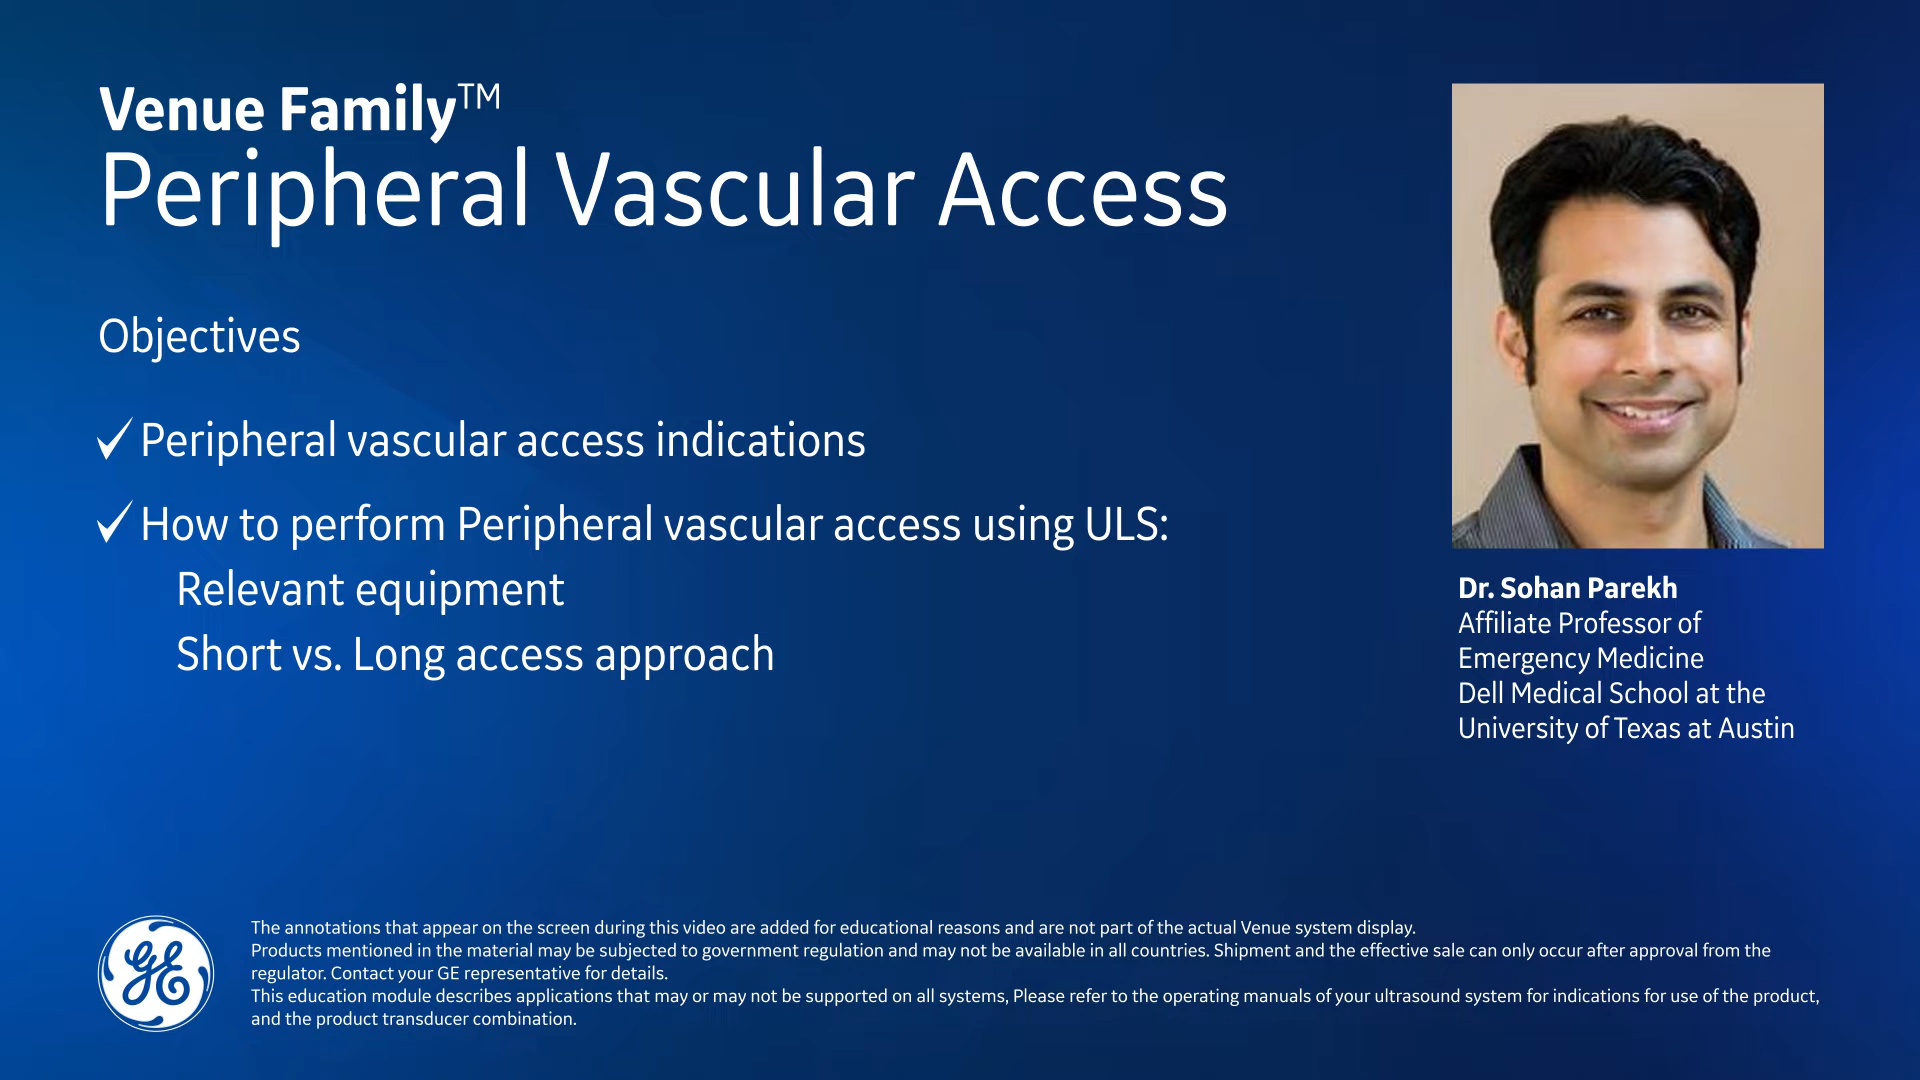 Venue Family™
Peripheral Vascular Access
Objectives
✓ Peripheral vascular access indications
✓ How to perform Peripheral vascular access using ULS:
Relevant equipment
Short vs. Long access approach
Dr. Sohan Parekh
Affiliate Professor of
Emergency Medicine
Dell Medical School at the
University of Texas at Austin
GE
The annotations that appear on the screen during this video are added for educational reasons and are not part of the actual Venue system display.
Products mentioned in the material may be subjected to government regulation and may not be available in all countries. Shipment and the effective sale can only occur after approval from the
regulator. Contact your GE representative for details.
This education module describes applications that may or may not be supported on all systems, Please refer to the operating manuals of your ultrasound system for indications for use of the product,
and the product transducer combination.